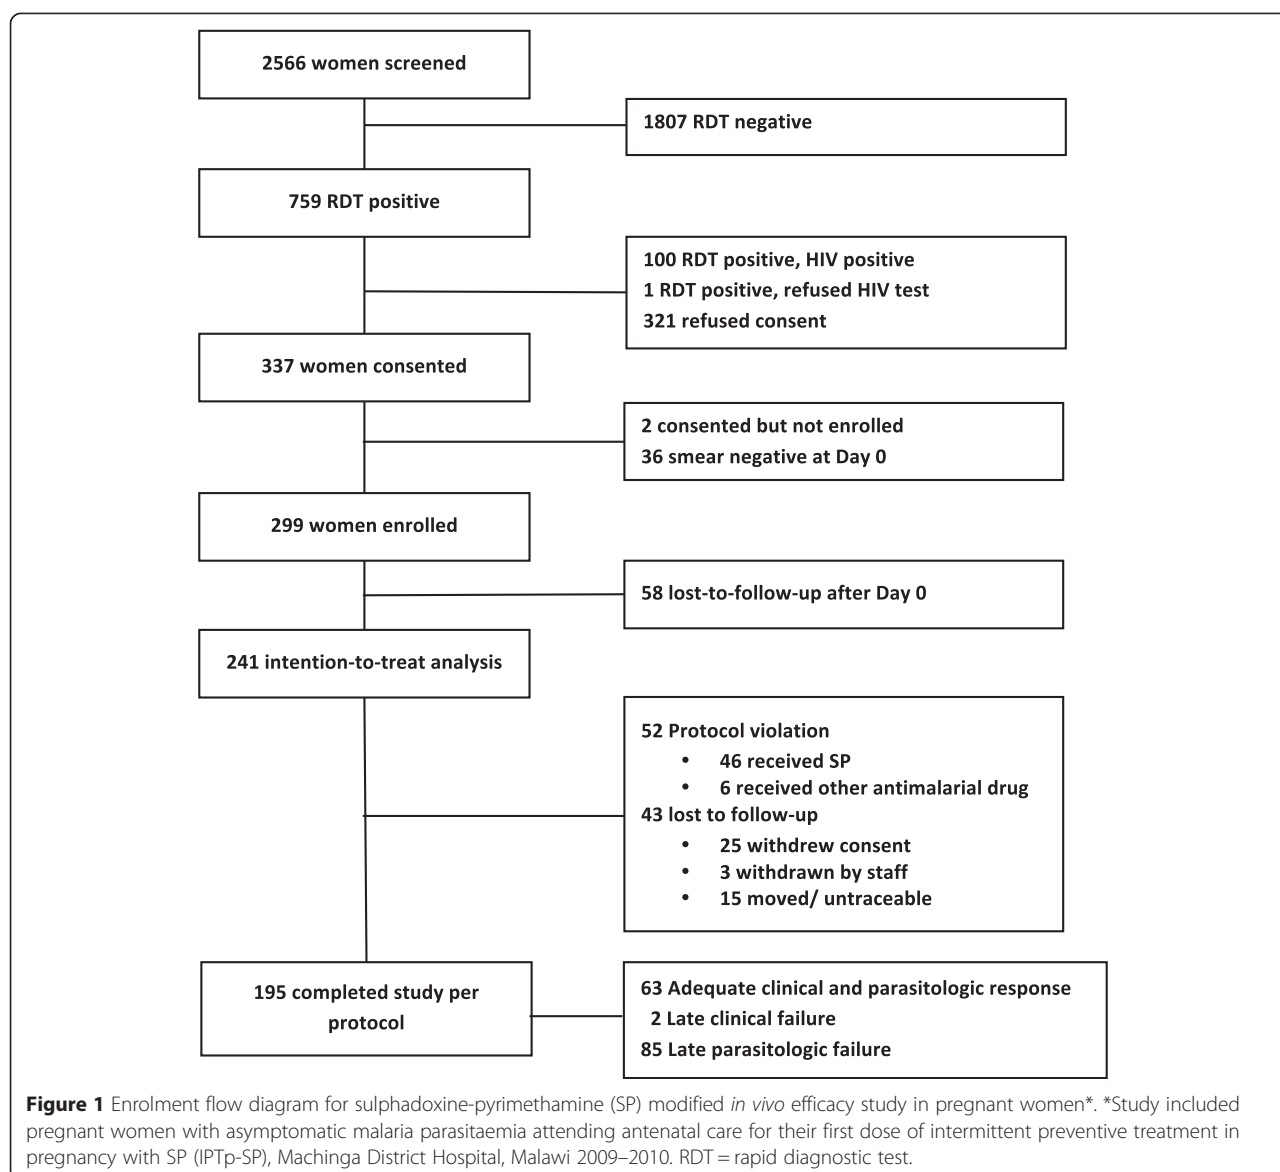 2566 women screened
1807 RDT negative
759 RDT positive
100 RDT positive, HIV positive
1 RDT positive, refused HIV test
321 refused consent
337 women consented
2 consented but not enrolled
36 smear negative at Day 0
299 women enrolled
58 lost-to-follow-up after Day 0
241 intention-to-treat analysis
52 Protocol violation
• 46 received SP
• 6 received other antimalarial drug
43 lost to follow-up
• 25 withdrew consent
• 3 withdrawn by staff
• 15 moved/ untraceable
195 completed study per
protocol
63 Adequate clinical and parasitologic response
2 Late clinical failure
85 Late parasitologic failure
Figure 1 Enrolment flow diagram for sulphadoxine-pyrimethamine (SP) modified in vivo efficacy study in pregnant women*. *Study included
pregnant women with asymptomatic malaria parasitaemia attending antenatal care for their first dose of intermittent preventive treatment in
pregnancy with SP (IPTp-SP), Machinga District Hospital, Malawi 2009–2010. RDT = rapid diagnostic test.